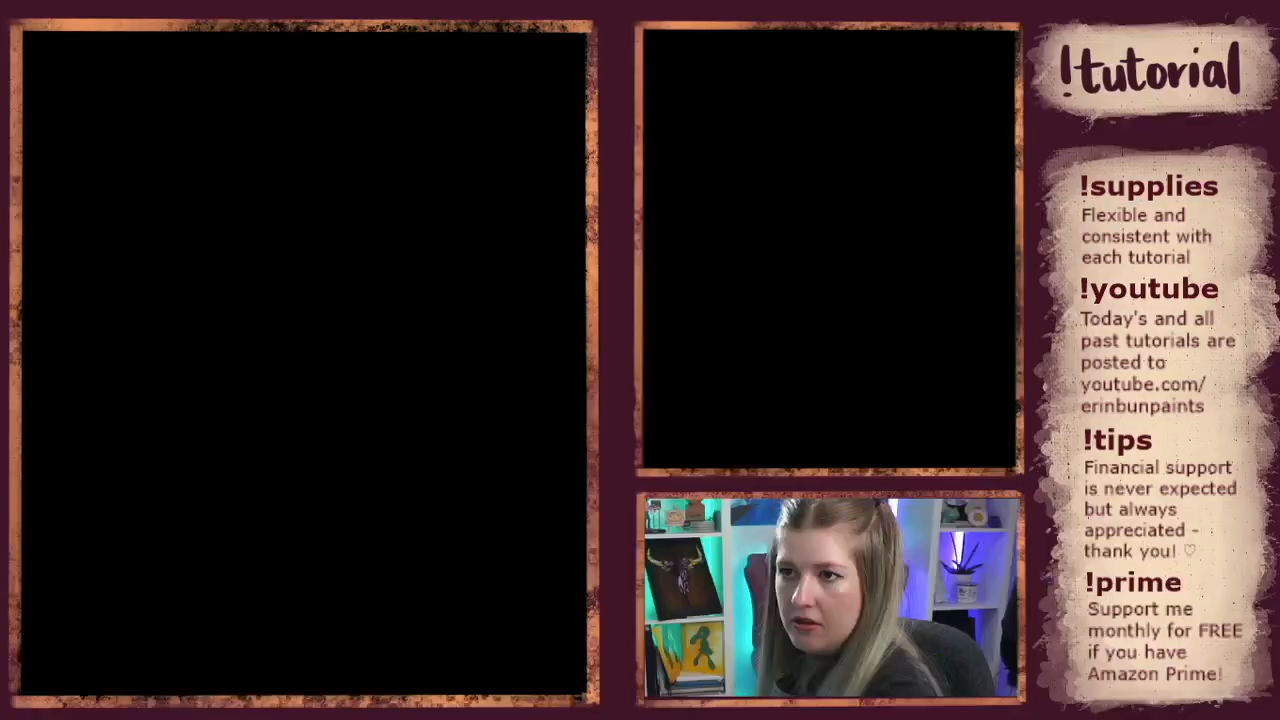 !tutorial
!supplies
Flexible and
consistent with
each tutorial
!youtube
Today's and all
past tutorials are
posted to
youtube.com/
erinbunpaints
!tips
Financial support
is never expected
but always
appreciated -
thank you! ♡
!prime
Support me
monthly for FREE
if you have
Amazon Prime!